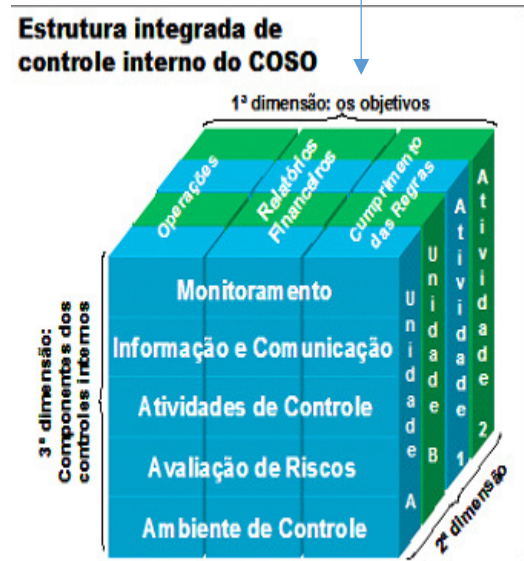 Estrutura integrada de
controle interno do COSO
1ª dimensão: os objetivos
Operações
Relatórios
Financeiros
Cumprimento
das Regras
Monitoramento
Informação e Comunicação
Atividades de Controle
Avaliação de Riscos
Ambiente de Controle
Unidade A
Unidade B
Atividade 1
Atividade 2
3ª dimensão:
Componentes dos
controles internos
2ª dimensão